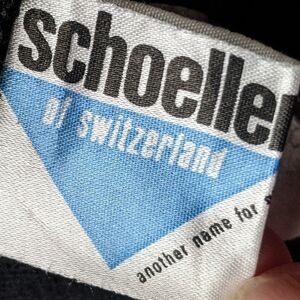 schoeller
of switzerland
another name for s